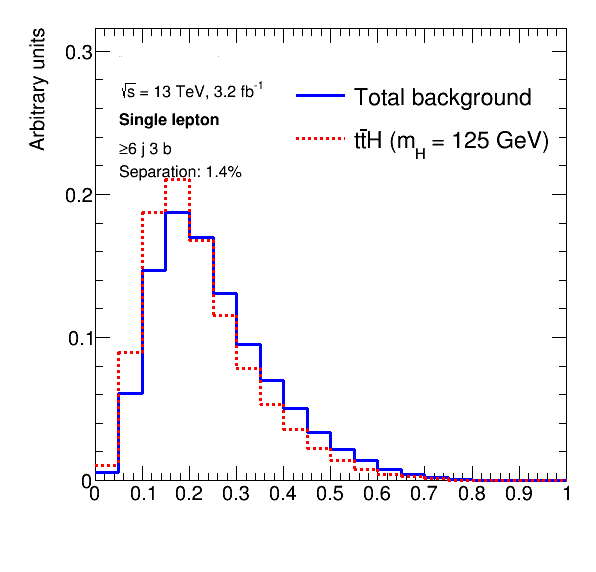 Arbitrary units
0.3
0.2
0.1
0
√s = 13 TeV, 3.2 fb⁻¹
Single lepton
≥6 j 3 b
Separation: 1.4%
Total background
tt̄H (m_H = 125 GeV)
0 0.1 0.2 0.3 0.4 0.5 0.6 0.7 0.8 0.9 1